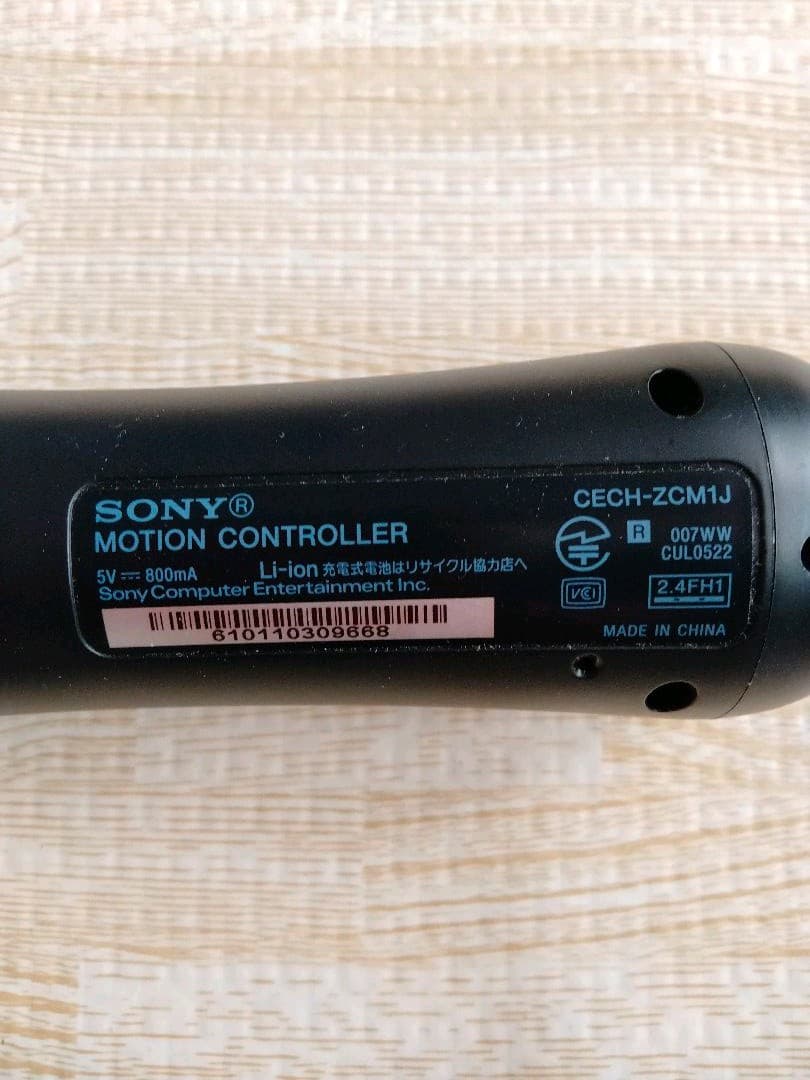 SONY®
MOTION CONTROLLER
5V ⎓ 800mA
Li-ion 充電式電池はリサイクル協力店へ
Sony Computer Entertainment Inc.
610110309668
CECH-ZCM1J
R 007WW
CUL0522
VCI
2.4FH1
MADE IN CHINA